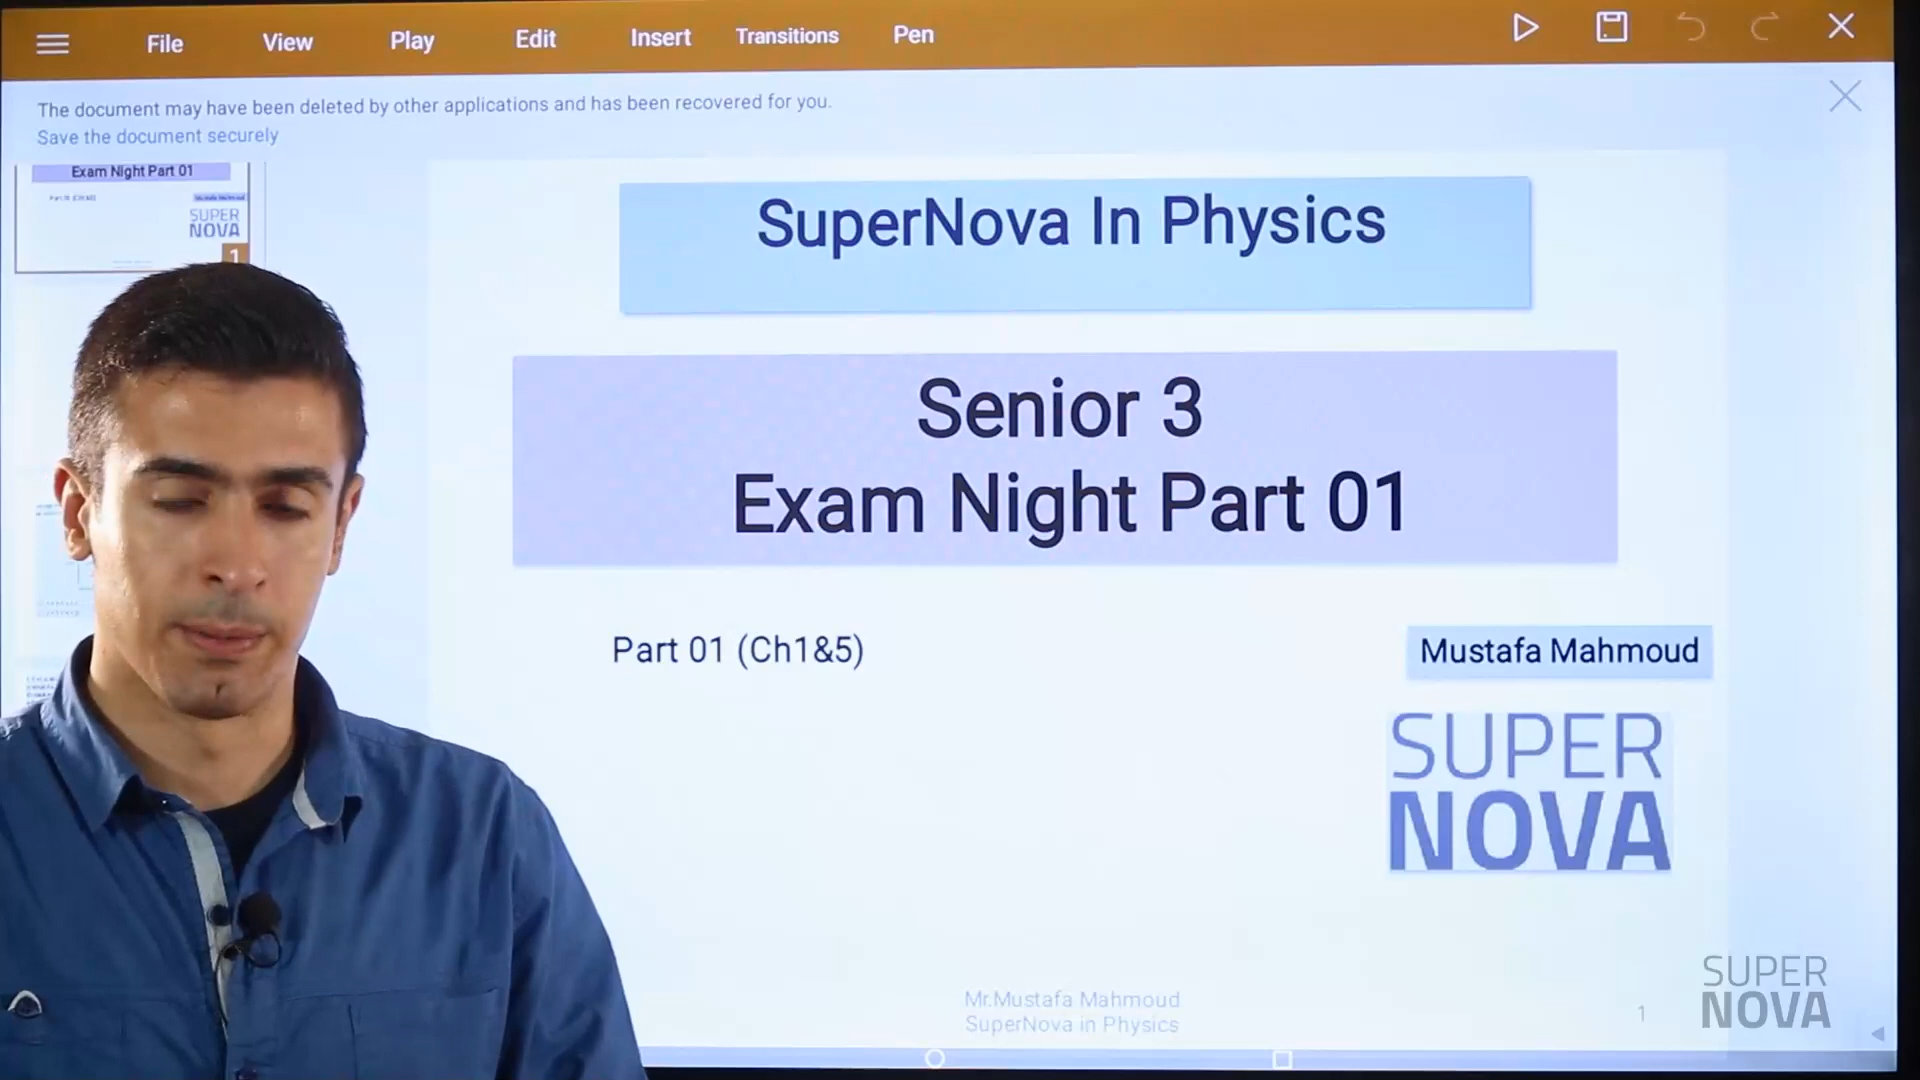 File View Play Edit Insert Transitions Pen
The document may have been deleted by other applications and has been recovered for you.
Save the document securely
Exam Night Part 01
SUPER
NOVA
1
SuperNova In Physics
Senior 3
Exam Night Part 01
Part 01 (Ch1&5)
Mustafa Mahmoud
SUPER
NOVA
Mr.Mustafa Mahmoud
SuperNova in Physics
1
SUPER
NOVA